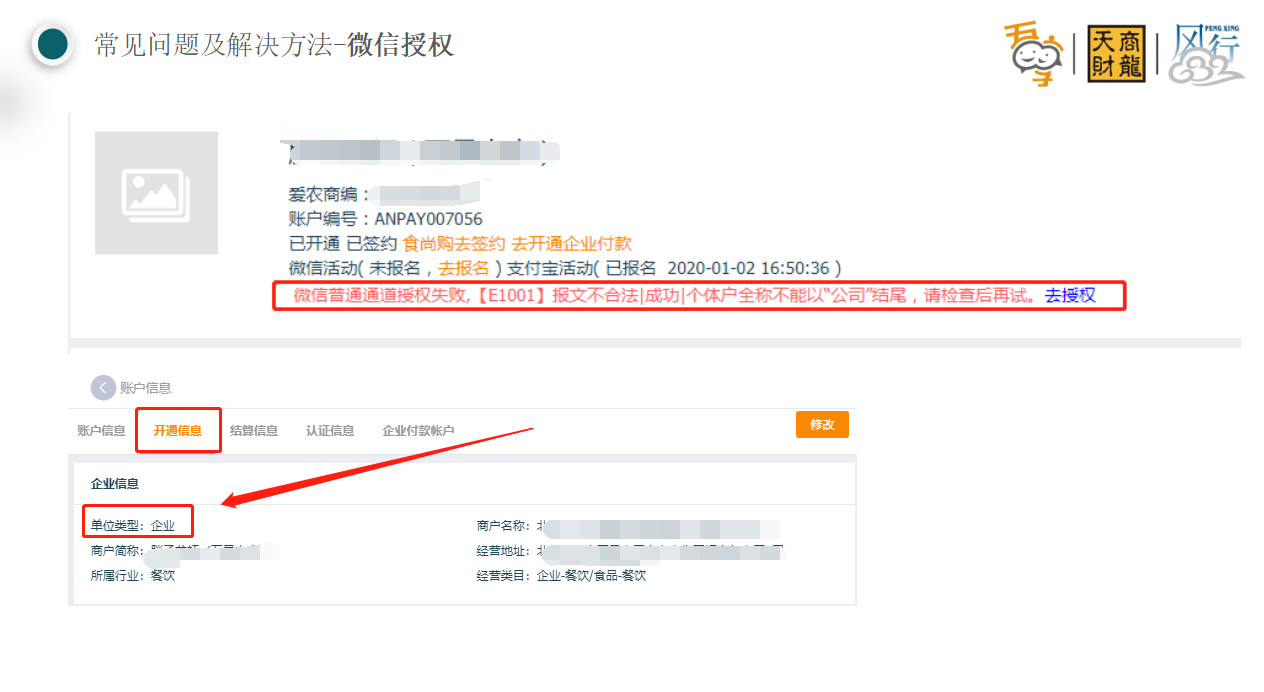 常见问题及解决方法-微信授权
吾享
天財
商龍
FENG XING
风行
爱农商编：
账户编号：ANPAY007056
已开通 已签约 食尚购去签约 去开通企业付款
微信活动( 未报名，去报名 ) 支付宝活动( 已报名 2020-01-02 16:50:36 )
微信普通通道授权失败,【E1001】报文不合法|成功|个体户全称不能以“公司”结尾，请检查后再试。去授权
账户信息
账户信息 开通信息 结算信息 认证信息 企业付款帐户 修改
企业信息
单位类型：企业 商户名称：北
商户简称： 经营地址：北
所属行业：餐饮 经营类目：企业-餐饮/食品-餐饮